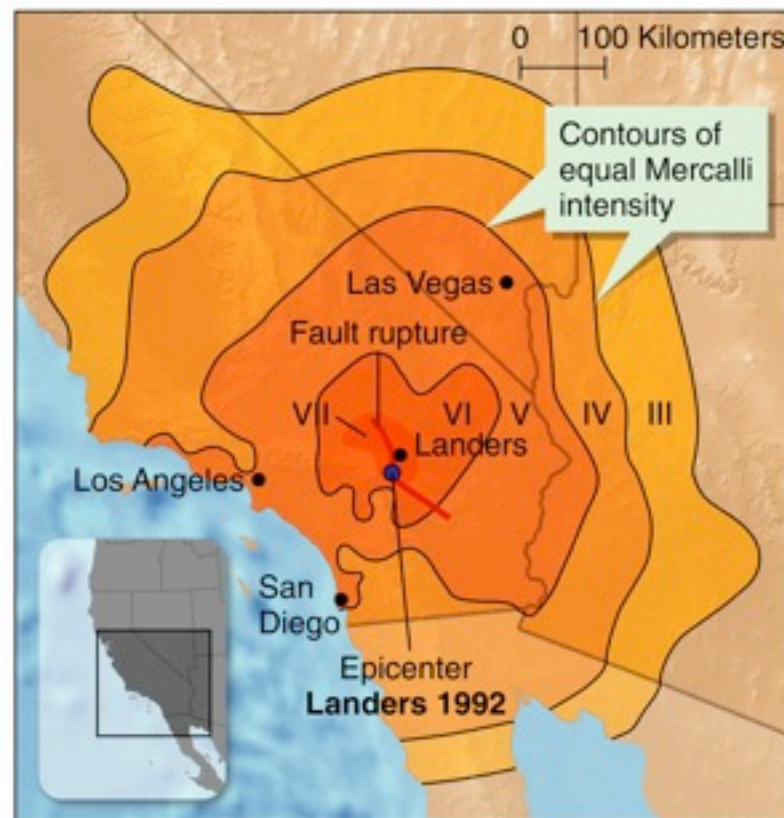 0 100 Kilometers
Contours of
equal Mercalli
intensity
Las Vegas
Fault rupture
VII VI V IV III
Landers
Los Angeles
San
Diego
Epicenter
Landers 1992